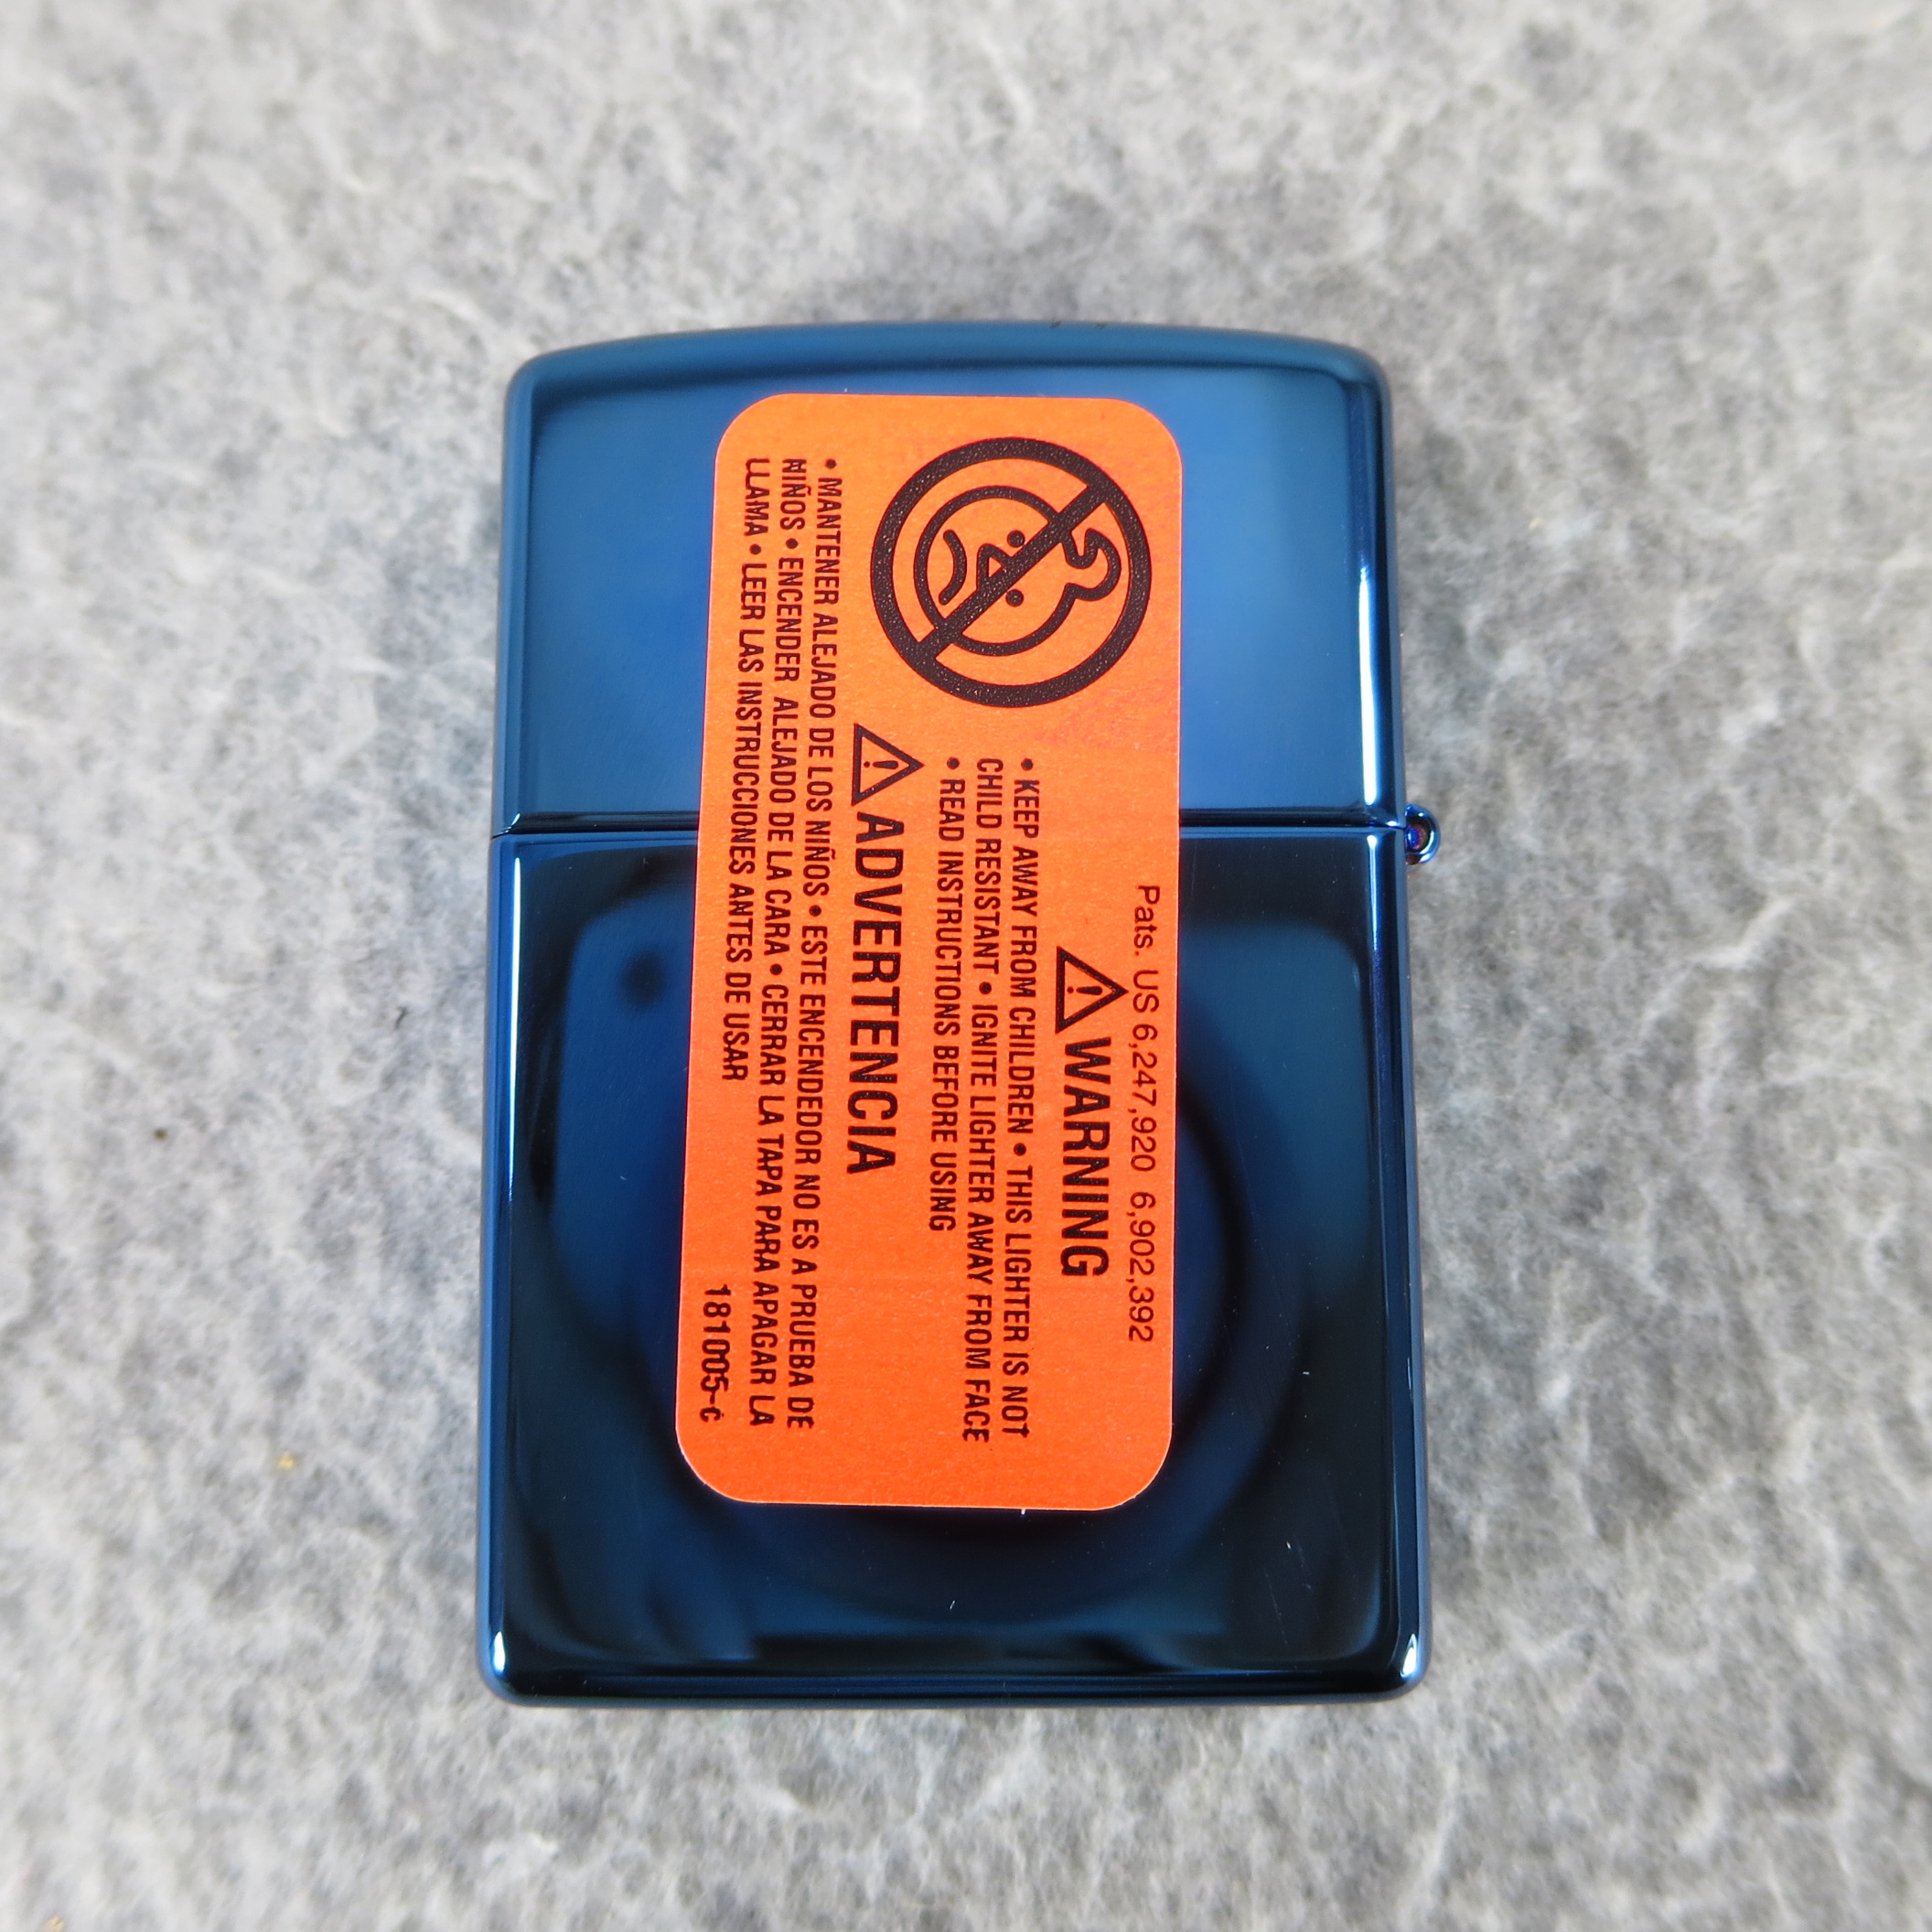 Pats. US 6,247,920 6,902,392
⚠ WARNING
• KEEP AWAY FROM CHILDREN • THIS LIGHTER IS NOT
CHILD RESISTANT • IGNITE LIGHTER AWAY FROM FACE
• READ INSTRUCTIONS BEFORE USING
⚠ ADVERTENCIA
• MANTENER ALEJADO DE LOS NIÑOS • ESTE ENCENDEDOR NO ES A PRUEBA DE
NIÑOS • ENCENDER ALEJADO DE LA CARA • CERRAR LA TAPA PARA APAGAR LA
LLAMA • LEER LAS INSTRUCCIONES ANTES DE USAR
181005-c